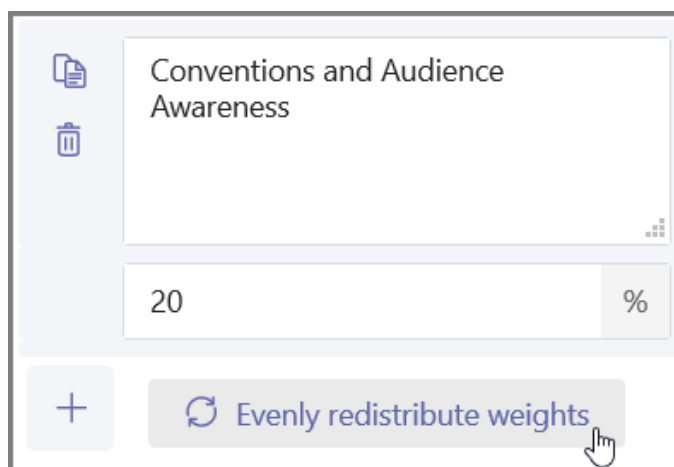 Conventions and Audience
Awareness
20 %
Evenly redistribute weights